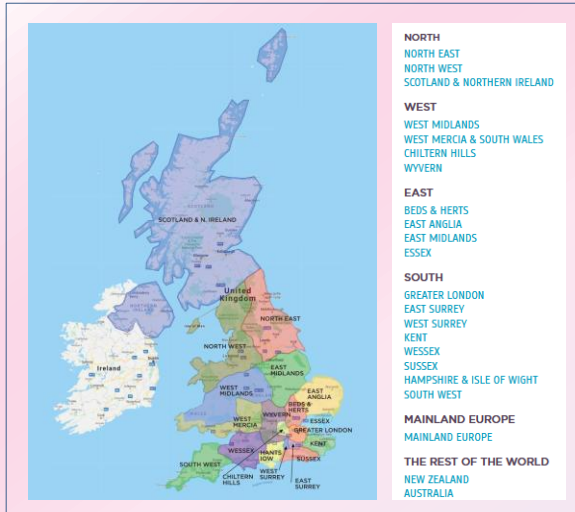 SCOTLAND & N. IRELAND
United
Kingdom
NORTH EAST
NORTH WEST
Ireland
EAST
MIDLANDS
WEST
MIDLANDS
EAST
ANGLIA
WEST
MERCIA
WYVERN
BEDS &
HERTS
ESSEX
GREATER LONDON
KENT
WESSEX
HANTS
IOW
SUSSEX
SOUTH WEST
CHILTERN
HILLS
WEST
SURREY
EAST
SURREY
NORTH
NORTH EAST
NORTH WEST
SCOTLAND & NORTHERN IRELAND
WEST
WEST MIDLANDS
WEST MERCIA & SOUTH WALES
CHILTERN HILLS
WYVERN
EAST
BEDS & HERTS
EAST ANGLIA
EAST MIDLANDS
ESSEX
SOUTH
GREATER LONDON
EAST SURREY
WEST SURREY
KENT
WESSEX
SUSSEX
HAMPSHIRE & ISLE OF WIGHT
SOUTH WEST
MAINLAND EUROPE
MAINLAND EUROPE
THE REST OF THE WORLD
NEW ZEALAND
AUSTRALIA